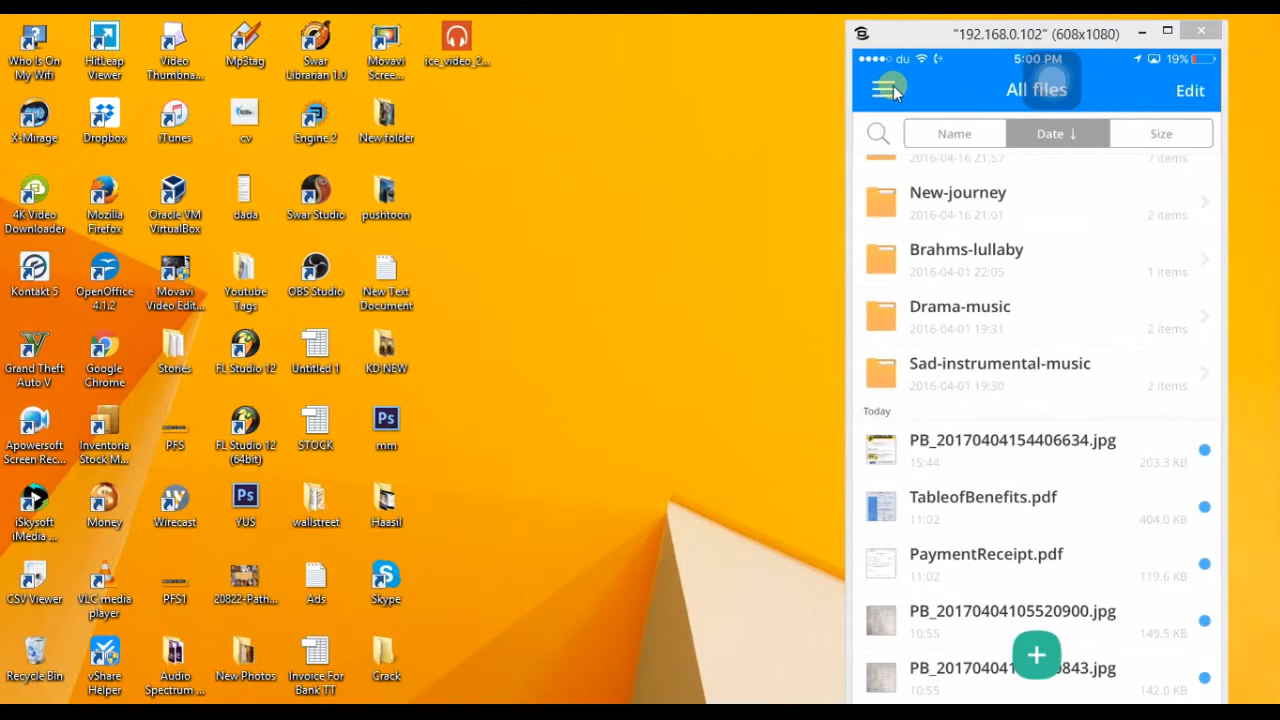 Who Is On
My Wifi
HitLeap
Viewer
Video
Thumbna...
Mp3tag
Swar
Librarian 1.0
Movavi
Scree...
ice_video_2...
X-Mirage
Dropbox
iTunes
cv
Engine 2
New folder
4K Video
Downloader
Mozilla
Firefox
Oracle VM
VirtualBox
dada
Swar Studio
pushtoon
Kontakt 5
OpenOffice
4.1.2
Movavi
Video Edit...
Youtube
Tags
OBS Studio
New Text
Document
Grand Theft
Auto V
Google
Chrome
Stories
FL Studio 12
Untitled 1
KD NEW
Apowersoft
Screen Rec...
Inventoria
Stock M...
PFS
FL Studio 12
(64bit)
STOCK
Ps
mm
iSkysoft
iMedia ...
Money
Wirecast
Ps
YUS
wallstreet
Haasil
CSV Viewer
VLC media
player
PFS1
20822-Path...
Ads
Skype
Recycle Bin
vShare
Helper
Audio
Spectrum ...
New Photos
Invoice For
Bank TT
Crack
"192.168.0.102" (608x1080)
du 5:00 PM 19%
All files Edit
Name Date ↓ Size
2016-04-16 21:57 7 items
New-journey
2016-04-16 21:01 2 items
Brahms-lullaby
2016-04-01 22:05 1 items
Drama-music
2016-04-01 19:31 2 items
Sad-instrumental-music
2016-04-01 19:30 2 items
Today
PB_20170404154406634.jpg
15:44 203.3 KB
TableofBenefits.pdf
11:02 404.0 KB
PaymentReceipt.pdf
11:02 119.6 KB
PB_20170404105520900.jpg
10:55 149.5 KB
+
10:55 142.0 KB